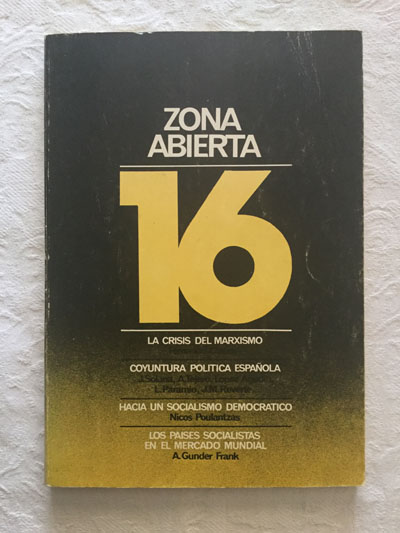 ZONA
ABIERTA
16
LA CRISIS DEL MARXISMO
COYUNTURA POLITICA ESPAÑOLA
L. Paramio,
HACIA UN SOCIALISMO DEMOCRATICO
Nicos Poulantzas
LOS PAISES SOCIALISTAS
EN EL MERCADO MUNDIAL
A. Gunder Frank